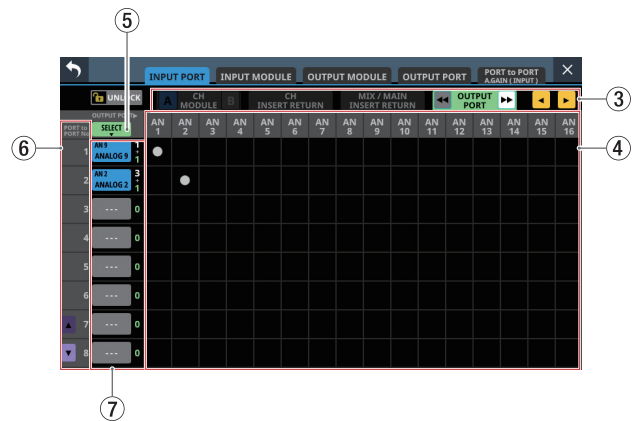 ⑤
INPUT PORT INPUT MODULE OUTPUT MODULE OUTPUT PORT PORT to PORT A.GAIN ( INPUT )
UNLOCK
A CH MODULE B CH INSERT RETURN MIX / MAIN INSERT RETURN OUTPUT PORT
③
OUTPUT PORT
PORT to PORT No
SELECT
AN 1 AN 2 AN 3 AN 4 AN 5 AN 6 AN 7 AN 8 AN 9 AN 10 AN 11 AN 12 AN 13 AN 14 AN 15 AN 16
⑥
④
1 AN 9 ANALOG 9 1 + 1
2 AN 2 ANALOG 2 3 + 1
3 --- 0
4 --- 0
5 --- 0
6 --- 0
7 --- 0
8 --- 0
⑦